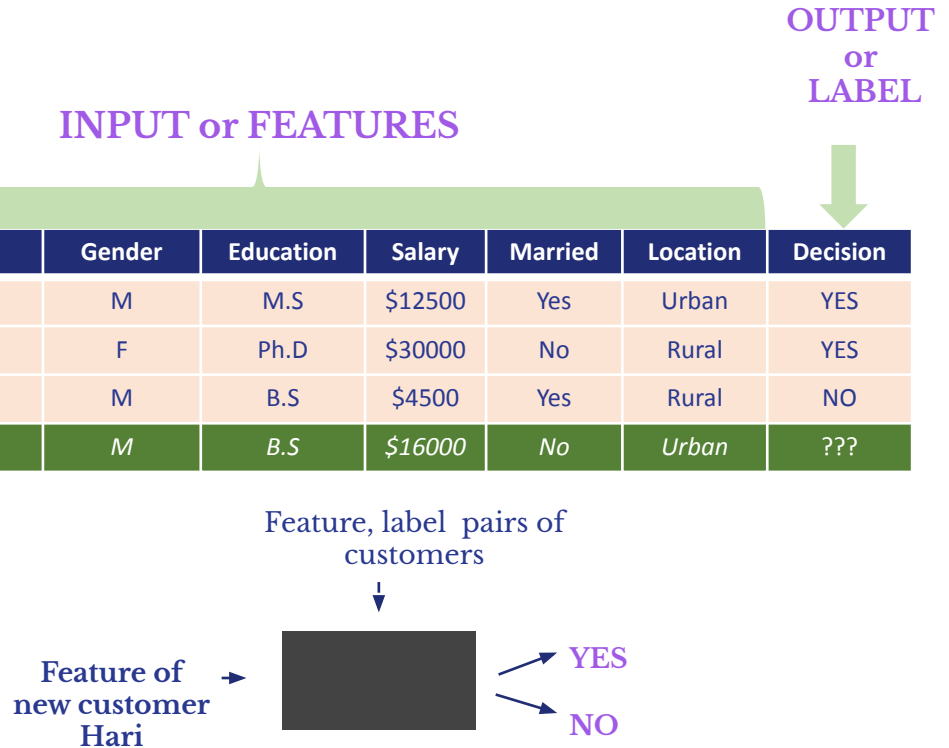 OUTPUT
or
LABEL
INPUT or FEATURES
Gender Education Salary Married Location Decision
M M.S $12500 Yes Urban YES
F Ph.D $30000 No Rural YES
M B.S $4500 Yes Rural NO
M B.S $16000 No Urban ???
Feature, label pairs of
customers
Feature of
new customer
Hari
YES
NO